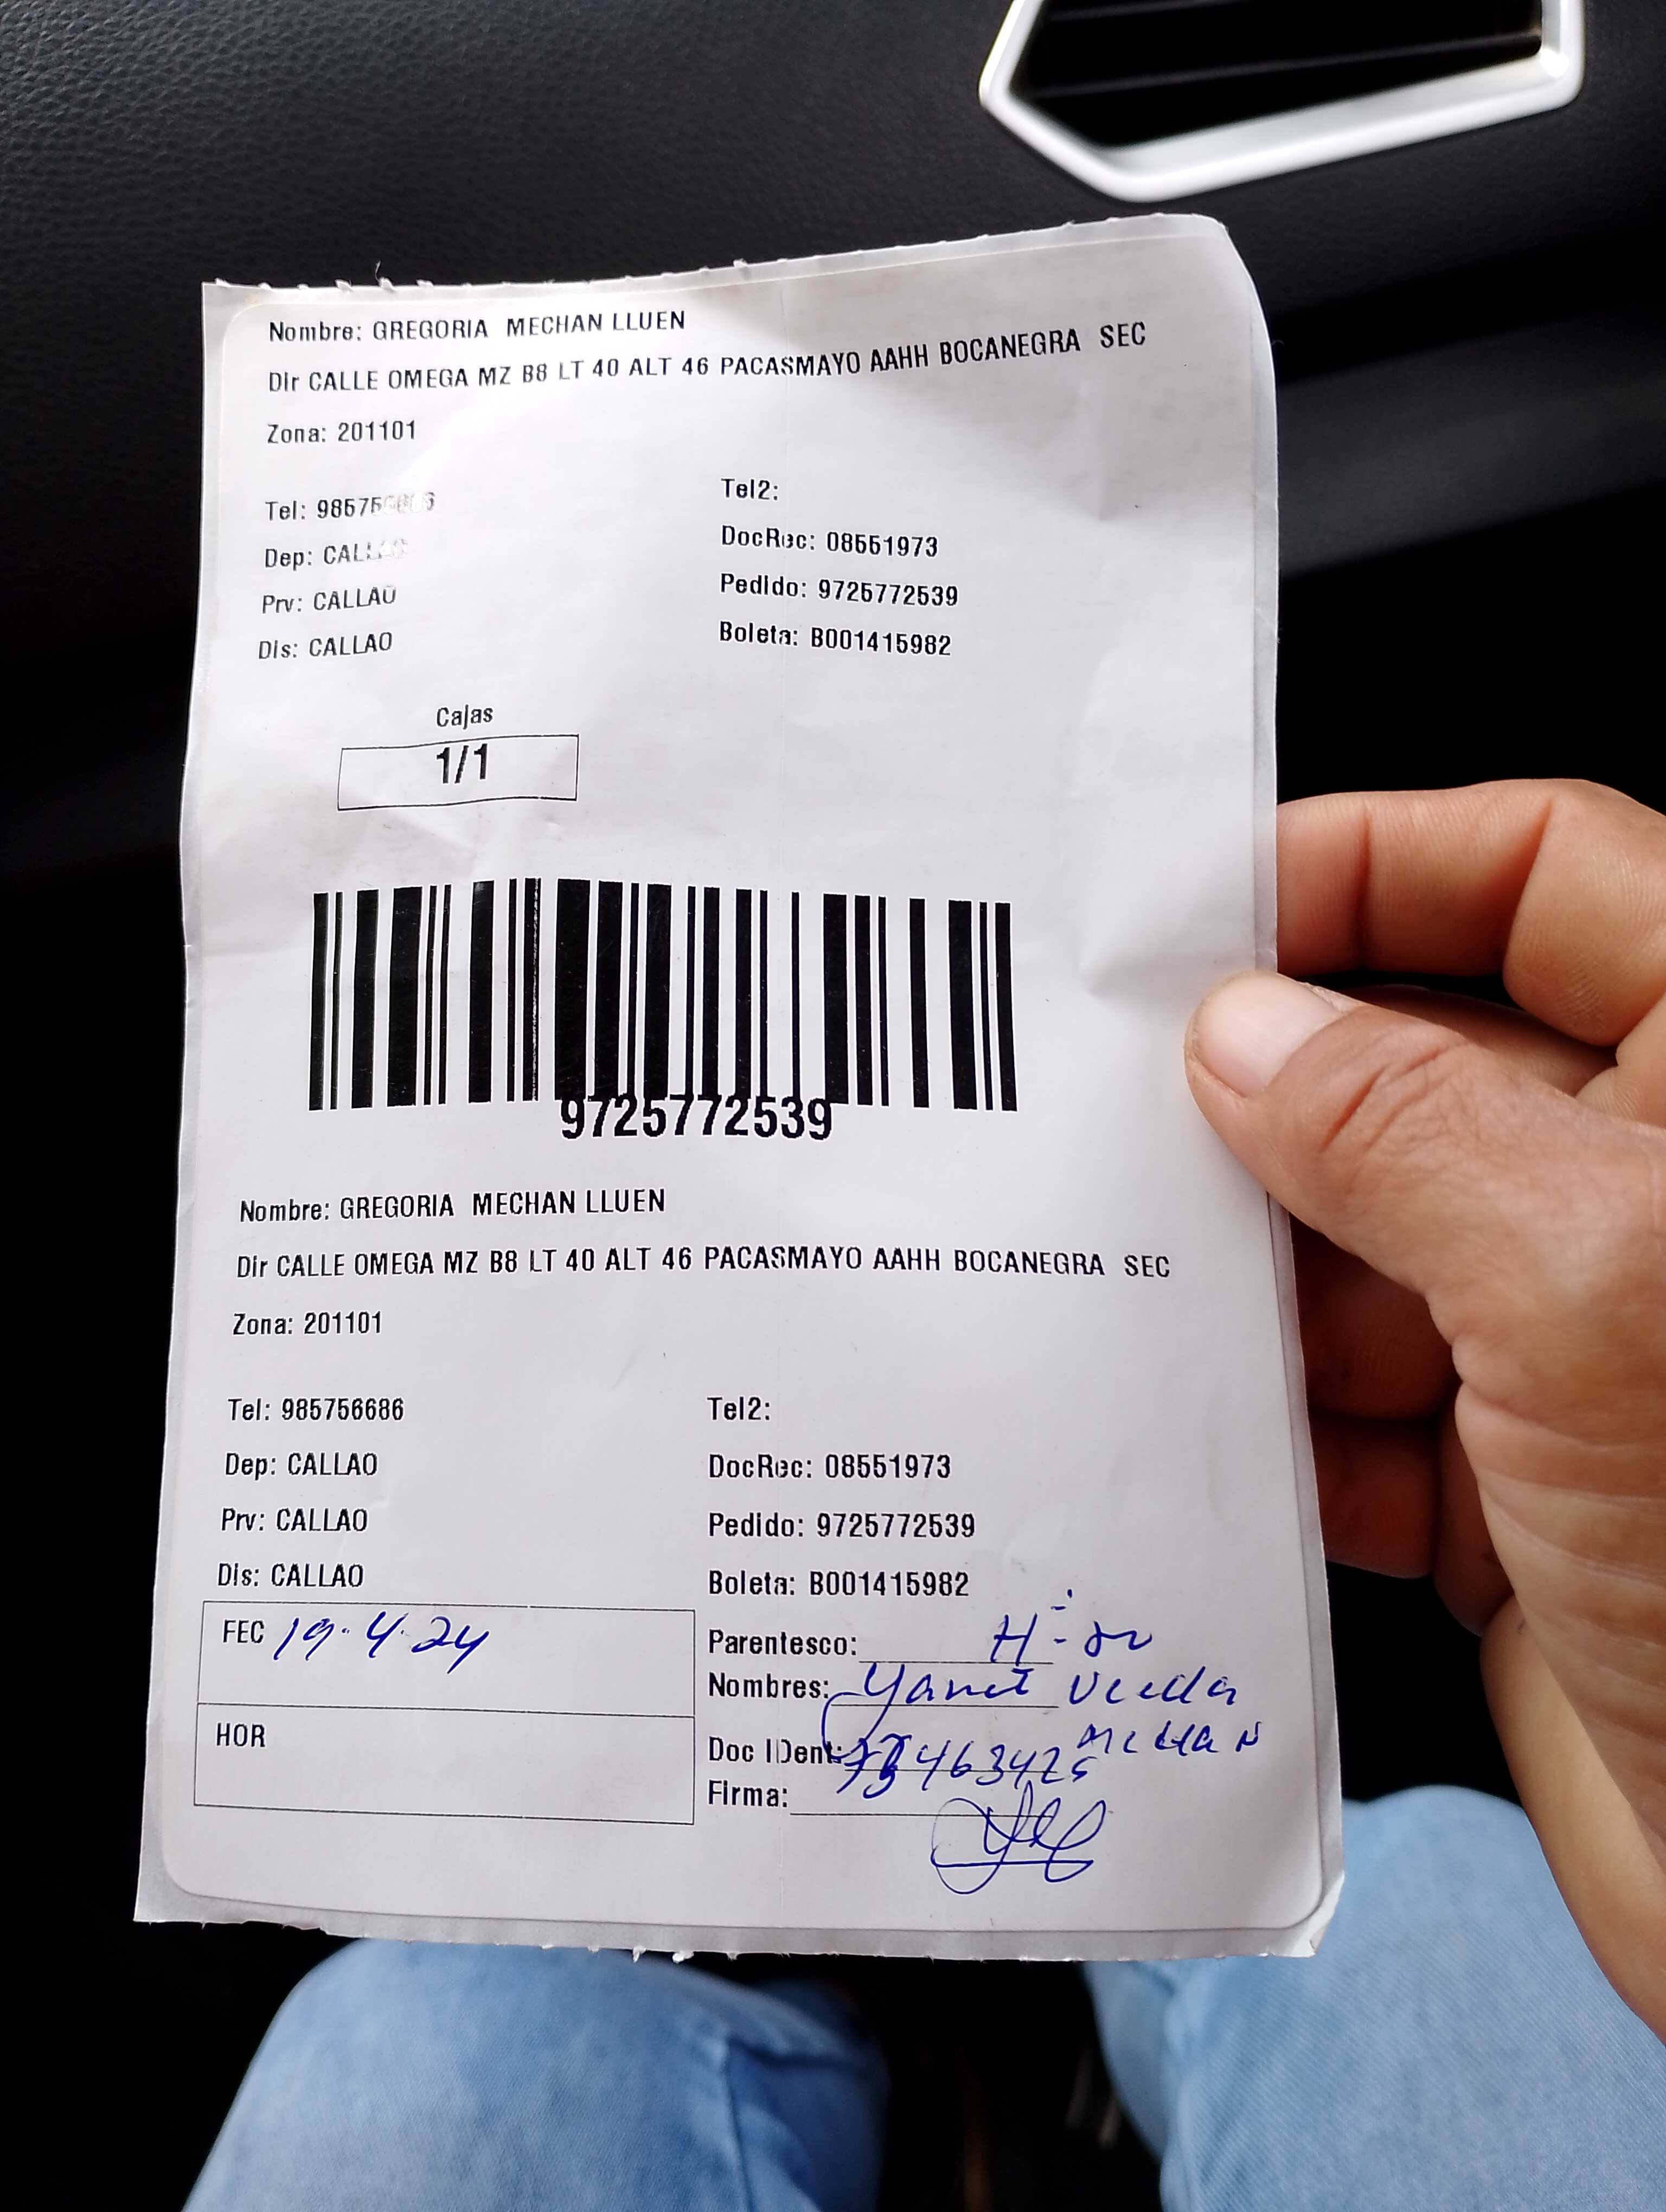 Nombre: GREGORIA MECHAN LLUEN
Dir CALLE OMEGA MZ B8 LT 40 ALT 46 PACASMAYO AAHH BOCANEGRA SEC
Zona: 201101
Tel: 985756686 Tel2:
Dep: CALLAO DocRec: 08551973
Prv: CALLAO Pedido: 9725772539
Dis: CALLAO Boleta: B001415982
Cajas
1/1
9725772539
Nombre: GREGORIA MECHAN LLUEN
Dir CALLE OMEGA MZ B8 LT 40 ALT 46 PACASMAYO AAHH BOCANEGRA SEC
Zona: 201101
Tel: 985756686 Tel2:
Dep: CALLAO DocRec: 08551973
Prv: CALLAO Pedido: 9725772539
Dis: CALLAO Boleta: B001415982
FEC 19.4.24
Parentesco:
Nombres: Yanet
HOR
Doc IDent:
Firma: